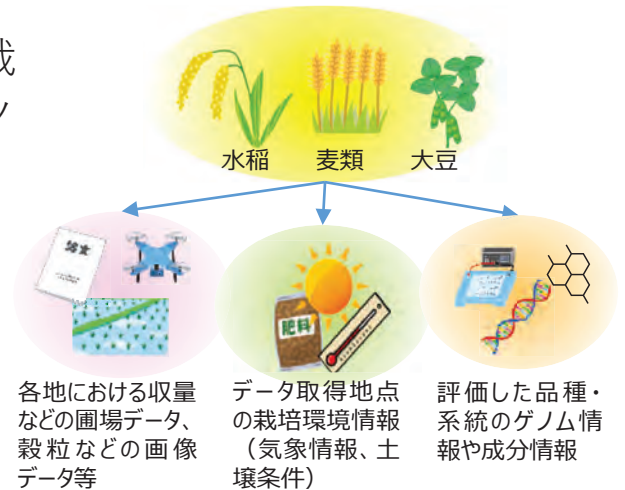 水稲 麦類 大豆
肥料
各地における収量
などの圃場データ、
穀粒などの画像
データ等
データ取得地点
の栽培環境情報
（気象情報、土
壌条件）
評価した品種・
系統のゲノム情
報や成分情報